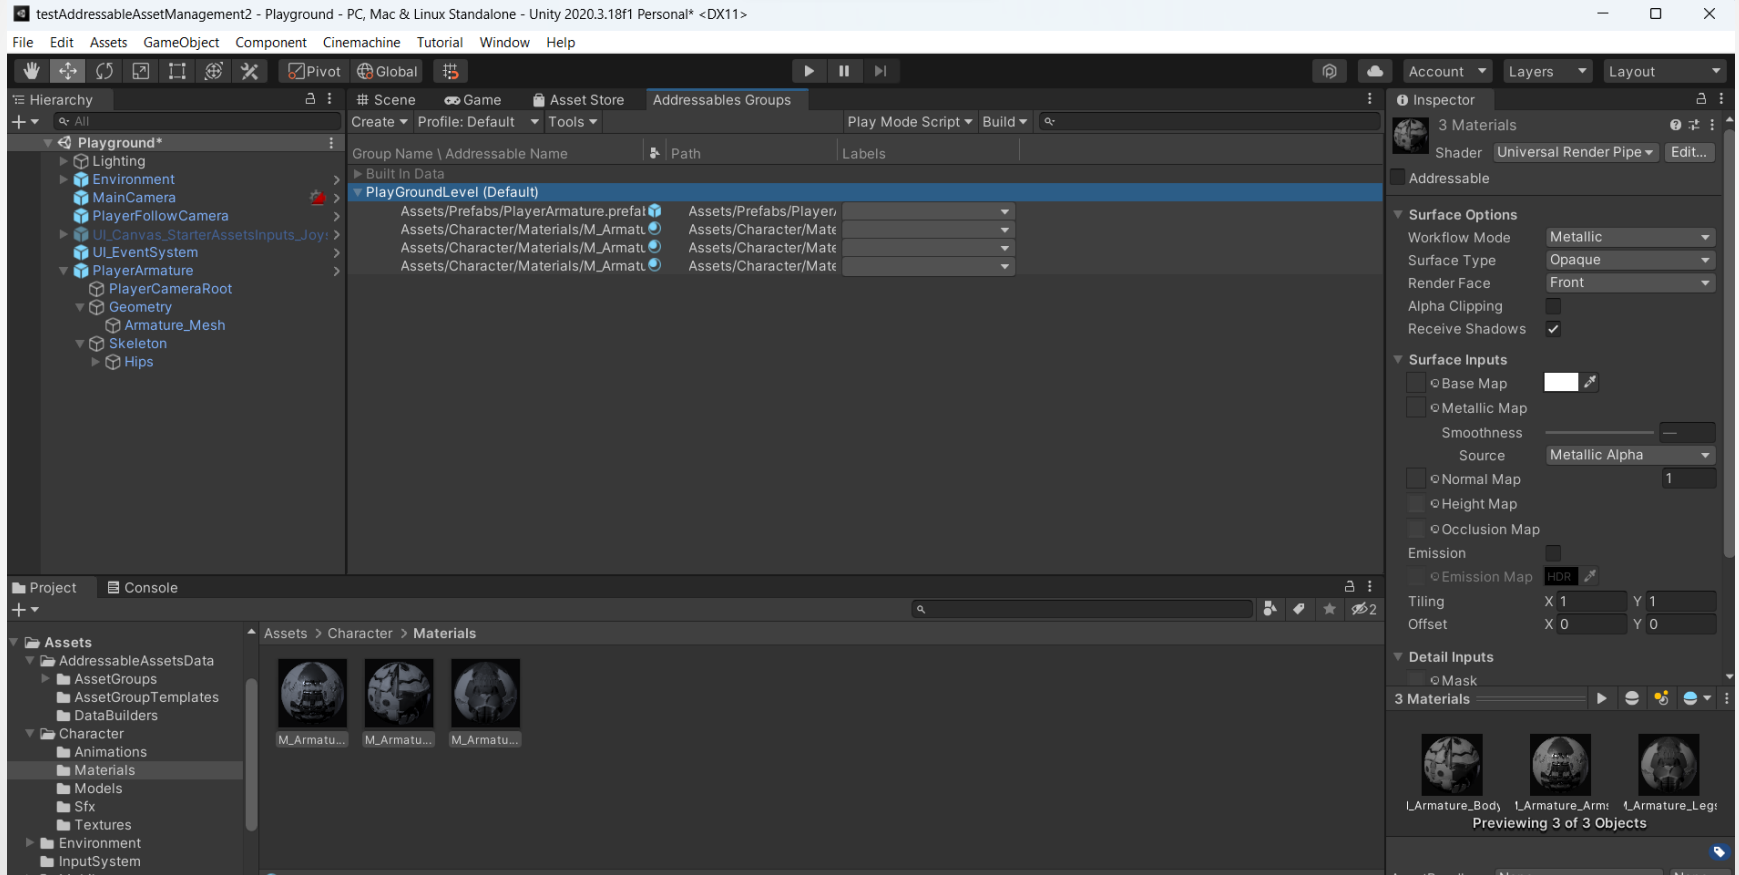 testAddressableAssetManagement2 - Playground - PC, Mac & Linux Standalone - Unity 2020.3.18f1 Personal* <DX11>
File Edit Assets GameObject Component Cinemachine Tutorial Window Help
Pivot Global Account Layers Layout
Hierarchy
All
Playground*
Lighting
Environment
MainCamera
PlayerFollowCamera
UI_Canvas_StarterAssetsInputs_Joys
UI_EventSystem
PlayerArmature
PlayerCameraRoot
Geometry
Armature_Mesh
Skeleton
Hips
Scene Game Asset Store Addressables Groups
Create Profile: Default Tools Play Mode Script Build
Group Name \ Addressable Name Path Labels
Built In Data
PlayGroundLevel (Default)
Assets/Prefabs/PlayerArmature.prefab Assets/Prefabs/PlayerA
Assets/Character/Materials/M_Armatu Assets/Character/Mate
Assets/Character/Materials/M_Armatu Assets/Character/Mate
Assets/Character/Materials/M_Armatu Assets/Character/Mate
Inspector
3 Materials
Shader Universal Render Pipe Edit...
Addressable
Surface Options
Workflow Mode Metallic
Surface Type Opaque
Render Face Front
Alpha Clipping
Receive Shadows
Surface Inputs
Base Map
Metallic Map
Smoothness —
Source Metallic Alpha
Normal Map 1
Height Map
Occlusion Map
Emission
Emission Map HDR
Tiling X 1 Y 1
Offset X 0 Y 0
Detail Inputs
Mask
3 Materials
M_Armature_Body M_Armature_Arms M_Armature_Legs
Previewing 3 of 3 Objects
Project Console
2
Assets
AddressableAssetsData
AssetGroups
AssetGroupTemplates
DataBuilders
Character
Animations
Materials
Models
Sfx
Textures
Environment
InputSystem
Assets > Character > Materials
M_Armatu... M_Armatu... M_Armatu...